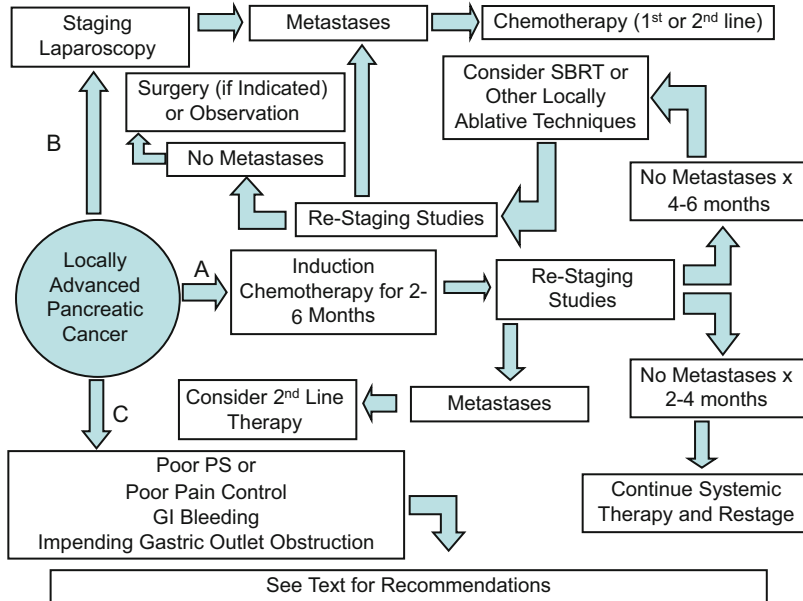 Staging
Laparoscopy
Metastases
Chemotherapy (1st or 2nd line)
Surgery (if Indicated)
or Observation
Consider SBRT or
Other Locally
Ablative Techniques
B
No Metastases
No Metastases x
4-6 months
Re-Staging Studies
Locally
Advanced
Pancreatic
Cancer
A
Induction
Chemotherapy for 2-
6 Months
Re-Staging
Studies
No Metastases x
2-4 months
Consider 2nd Line
Therapy
Metastases
C
Poor PS or
Poor Pain Control
GI Bleeding
Impending Gastric Outlet Obstruction
Continue Systemic
Therapy and Restage
See Text for Recommendations